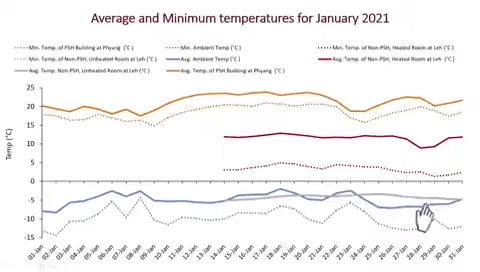 Average and Minimum temperatures for January 2021
Min. Temp. of PSH Building at Phyang (°C)
Min. Ambient Temp (°C)
Min. Temp. of Non-PSH, Heated Room at Leh (°C)
Min. Temp. of Non-PSH, Unheated Room at Leh (°C)
Avg. Ambient Temp (°C)
Avg. Temp. of Non-PSH, Heated Room at Leh (°C)
Avg. Temp. Non-PSH, Unheated Room at Leh (°C)
Avg. Temp. of PSH Building at Phyang (°C)
25
20
15
10
5
0
-5
-10
-15
Temp (°C)
01-Jan
02-Jan
03-Jan
04-Jan
05-Jan
06-Jan
07-Jan
08-Jan
09-Jan
10-Jan
11-Jan
12-Jan
13-Jan
14-Jan
15-Jan
16-Jan
17-Jan
18-Jan
19-Jan
20-Jan
21-Jan
22-Jan
23-Jan
24-Jan
25-Jan
26-Jan
27-Jan
28-Jan
29-Jan
30-Jan
31-Jan